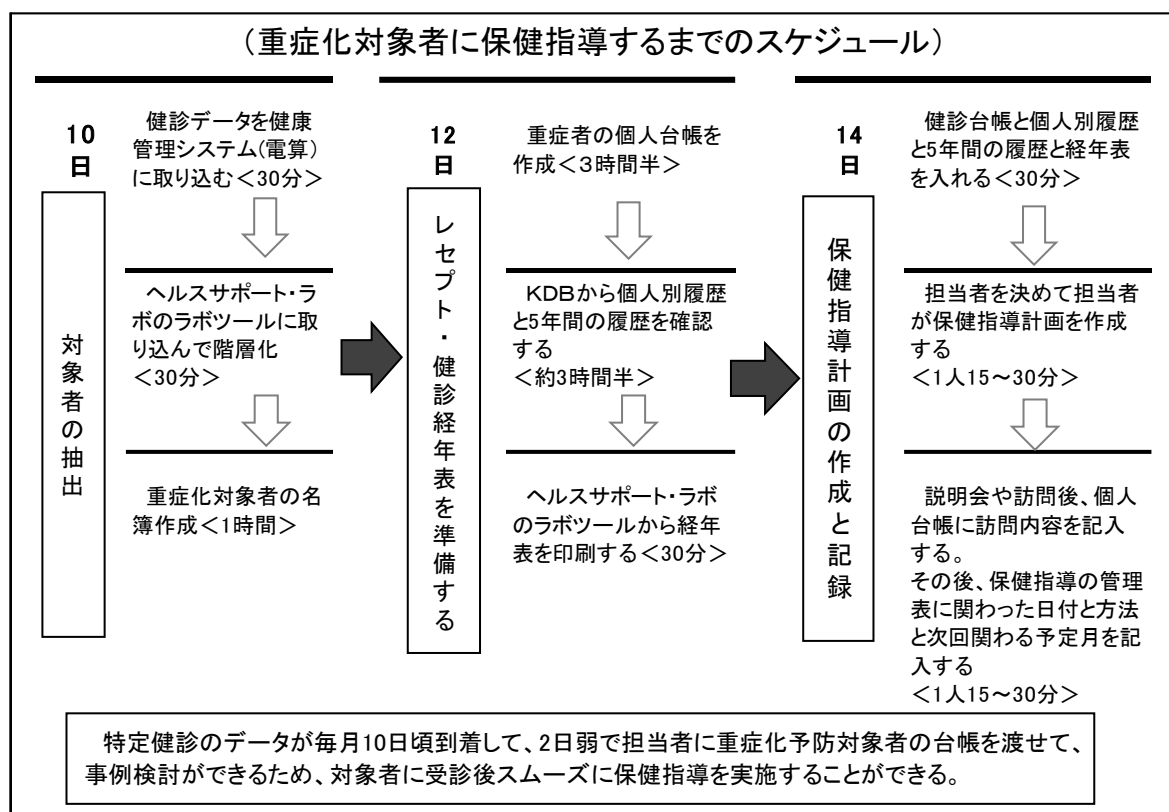 （重症化対象者に保健指導するまでのスケジュール）
10
日
対象者の抽出
健診データを健康
管理システム(電算)
に取り込む＜30分＞
ヘルスサポート・ラ
ボのラボツールに取
り込んで階層化
＜30分＞
重症化対象者の名
簿作成＜1時間＞
12
日
レセプト・健診経年表を準備する
重症者の個人台帳を
作成＜３時間半＞
ＫＤＢから個人別履歴
と5年間の履歴を確認
する
＜約3時間半＞
ヘルスサポート・ラボ
のラボツールから経年
表を印刷する＜30分＞
14
日
保健指導計画の作成と記録
健診台帳と個人別履歴
と5年間の履歴と経年表
を入れる＜30分＞
担当者を決めて担当者
が保健指導計画を作成
する
＜1人15～30分＞
説明会や訪問後、個人
台帳に訪問内容を記入
する。
その後、保健指導の管理
表に関わった日付と方法
と次回関わる予定月を記
入する
＜1人15～30分＞
特定健診のデータが毎月10日頃到着して、2日弱で担当者に重症化予防対象者の台帳を渡せて、
事例検討ができるため、対象者に受診後スムーズに保健指導を実施することができる。